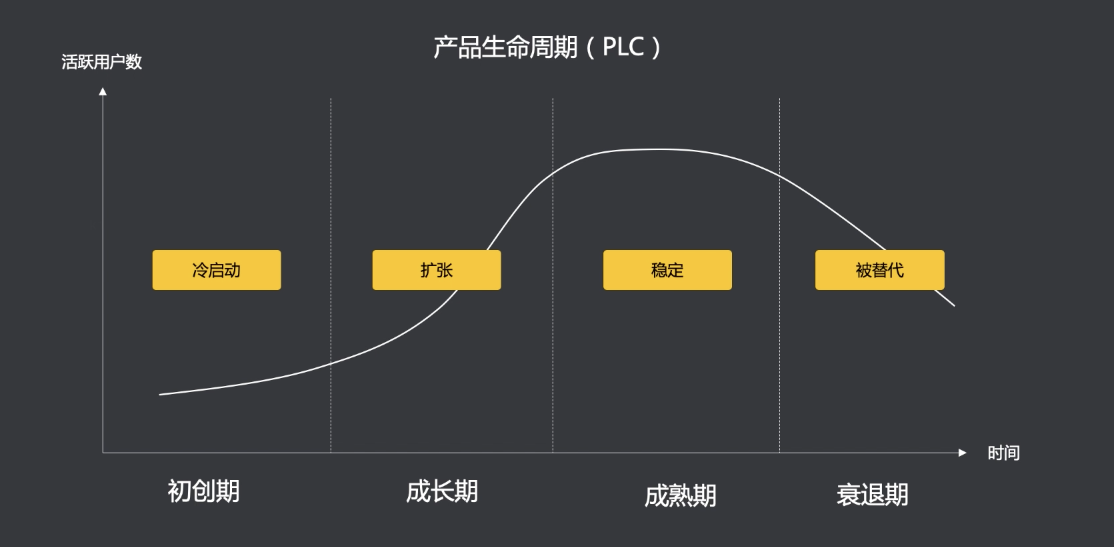 产品生命周期（PLC）
活跃用户数
冷启动
扩张
稳定
被替代
时间
初创期
成长期
成熟期
衰退期